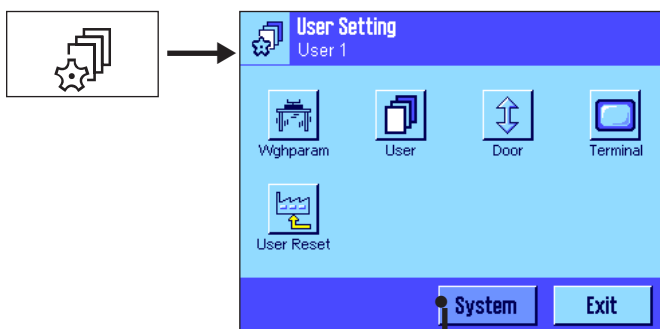 User Setting
User 1
Wghparam
User
Door
Terminal
User Reset
System
Exit